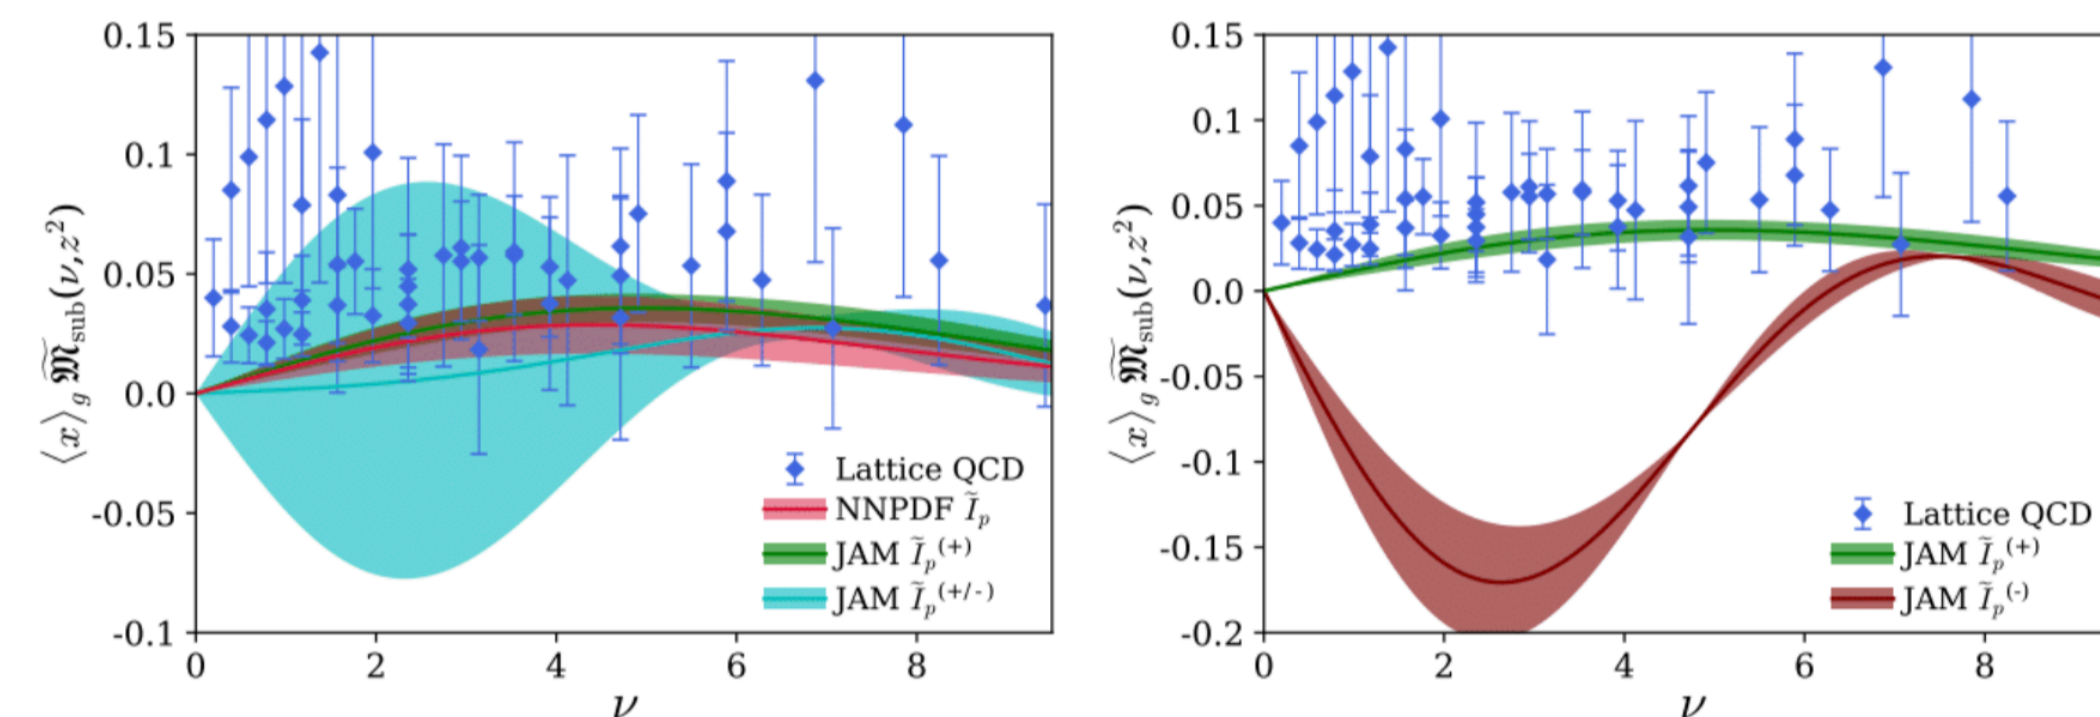 0.15
0.1
0.05
0.0
-0.05
-0.1
⟨x⟩g 𝔐̃sub(ν,z²)
0 2 4 6 8
ν
Lattice QCD
NNPDF Ĩp
JAM Ĩp(+)
JAM Ĩp(+/-)
0.15
0.1
0.05
0.0
-0.05
-0.1
-0.15
-0.2
⟨x⟩g 𝔐̃sub(ν,z²)
0 2 4 6 8
ν
Lattice QCD
JAM Ĩp(+)
JAM Ĩp(-)